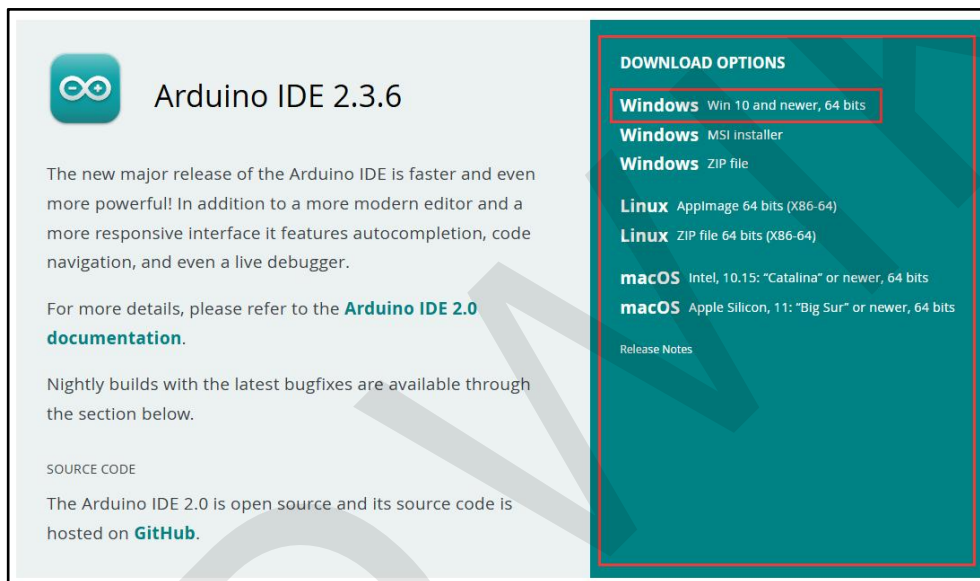 Arduino IDE 2.3.6
The new major release of the Arduino IDE is faster and even
more powerful! In addition to a more modern editor and a
more responsive interface it features autocompletion, code
navigation, and even a live debugger.
For more details, please refer to the Arduino IDE 2.0
documentation.
Nightly builds with the latest bugfixes are available through
the section below.
SOURCE CODE
The Arduino IDE 2.0 is open source and its source code is
hosted on GitHub.
DOWNLOAD OPTIONS
Windows Win 10 and newer, 64 bits
Windows MSI installer
Windows ZIP file
Linux AppImage 64 bits (X86-64)
Linux ZIP file 64 bits (X86-64)
macOS Intel, 10.15: “Catalina” or newer, 64 bits
macOS Apple Silicon, 11: “Big Sur” or newer, 64 bits
Release Notes